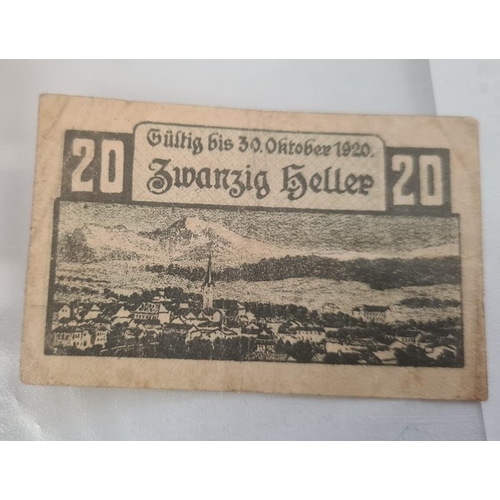 Gültig bis 30. Oktober 1920.
20 Zwanzig Heller 20